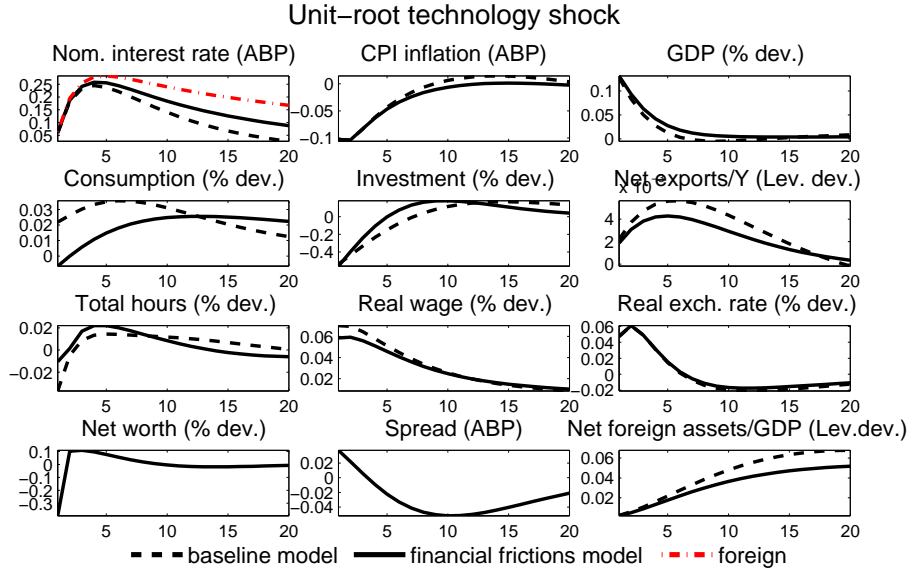 Unit−root technology shock
Nom. interest rate (ABP) CPI inflation (ABP) GDP (% dev.)
0.25
0.2
0.15
0.1
0.05
5 10 15 20
0
−0.05
−0.1
5 10 15 20
0.1
0.05
0
5 10 15 20
Consumption (% dev.) Investment (% dev.) Net exports/Y (Lev. dev.)
0.03
0.02
0.01
0
5 10 15 20
0
−0.2
−0.4
5 10 15 20
x 10
4
2
0
5 10 15 20
Total hours (% dev.) Real wage (% dev.) Real exch. rate (% dev.)
0.02
0
−0.02
5 10 15 20
0.06
0.04
0.02
5 10 15 20
0.06
0.04
0.02
0
−0.02
5 10 15 20
Net worth (% dev.) Spread (ABP) Net foreign assets/GDP (Lev.dev.)
0.1
0
−0.1
−0.2
−0.3
5 10 15 20
0.02
0
−0.02
−0.04
5 10 15 20
0.06
0.04
0.02
5 10 15 20
baseline model financial frictions model foreign